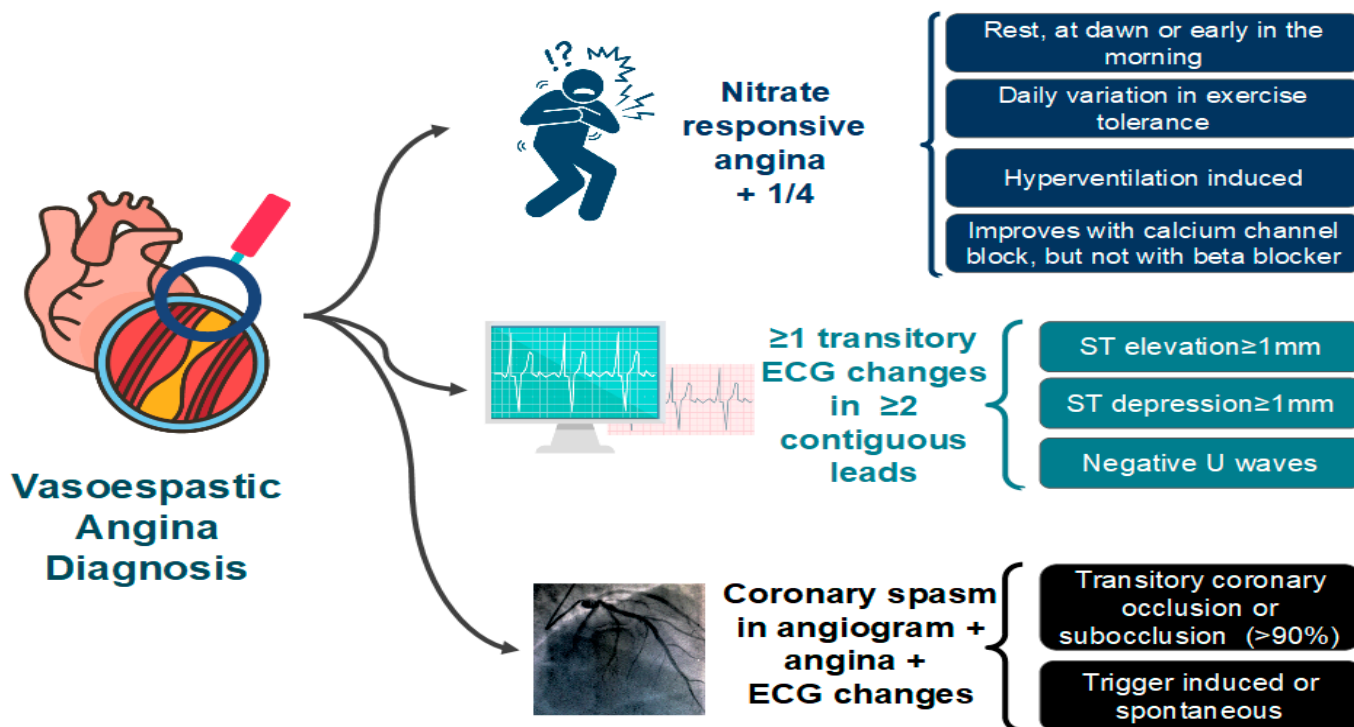 Vasoespastic
Angina
Diagnosis
!?
Nitrate
responsive
angina
+ 1/4
Rest, at dawn or early in the
morning
Daily variation in exercise
tolerance
Hyperventilation induced
Improves with calcium channel
block, but not with beta blocker
≥1 transitory
ECG changes
in ≥2
contiguous
leads
ST elevation≥1mm
ST depression≥1mm
Negative U waves
Coronary spasm
in angiogram +
angina +
ECG changes
Transitory coronary
occlusion or
subocclusion (>90%)
Trigger induced or
spontaneous